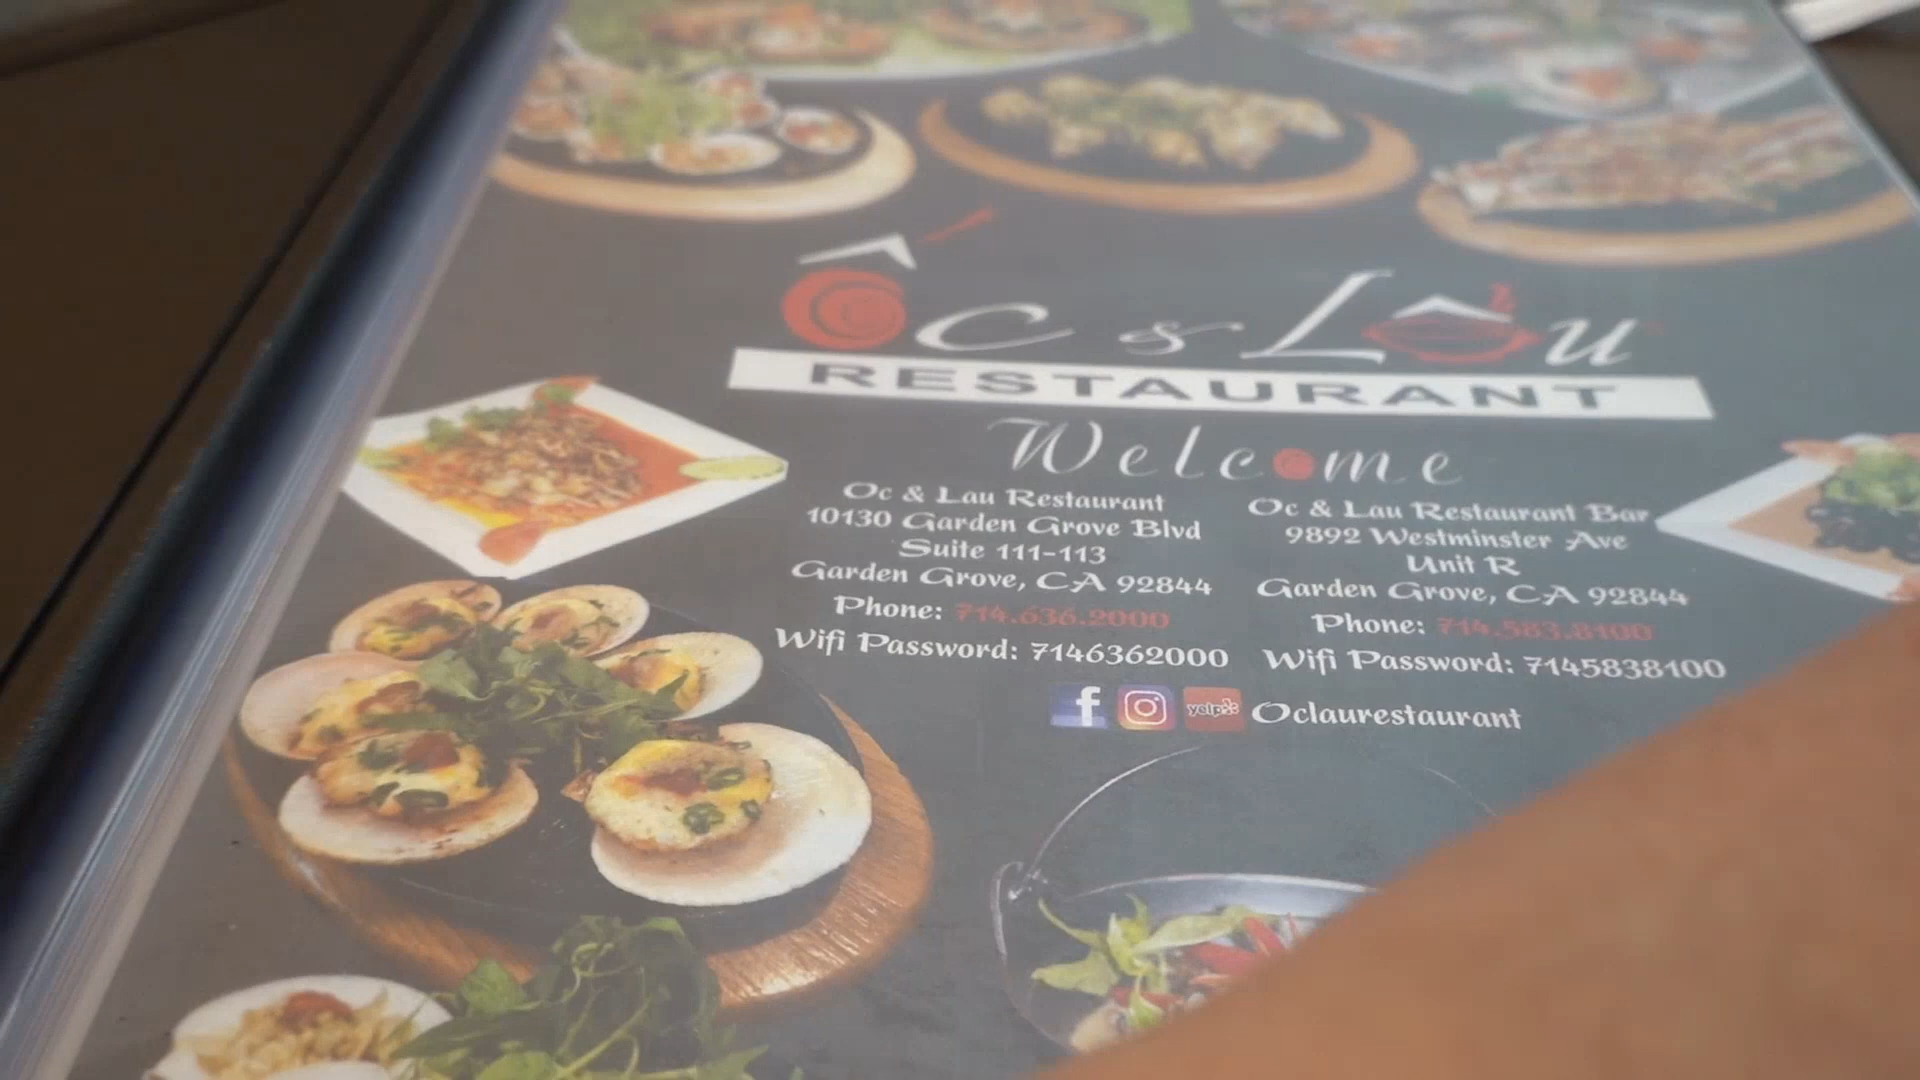 Ốc & Lẩu
RESTAURANT
Welcome
Oc & Lau Restaurant
10130 Garden Grove Blvd
Suite 111-113
Garden Grove, CA 92844
Phone: 714.636.2000
Wifi Password: 7146362000
Oc & Lau Restaurant Bar
9892 Westminster Ave
Unit R
Garden Grove, CA 92844
Phone: 714.583.8100
Wifi Password: 7145838100
f yelp Oclaurestaurant